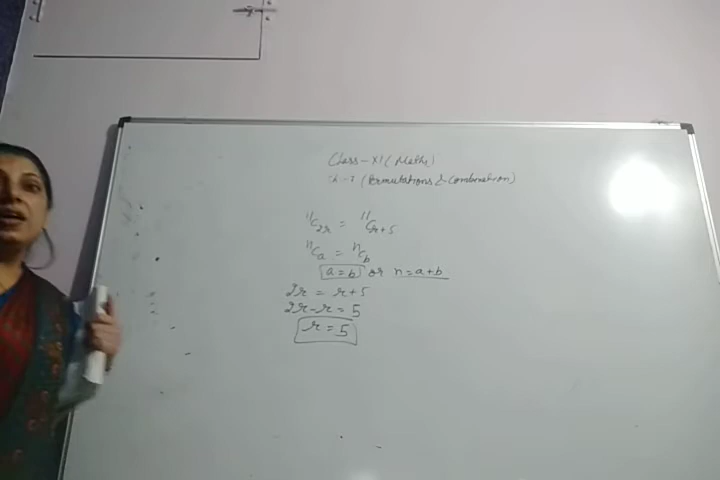 Class-XI (Maths)
Ch-7 (Permutations & Combination)
¹¹C₂ᵣ = ¹¹Cᵣ₊₅
ⁿCₐ = ⁿC_b
a = b or n = a+b
2r = r+5
2r-r = 5
r = 5